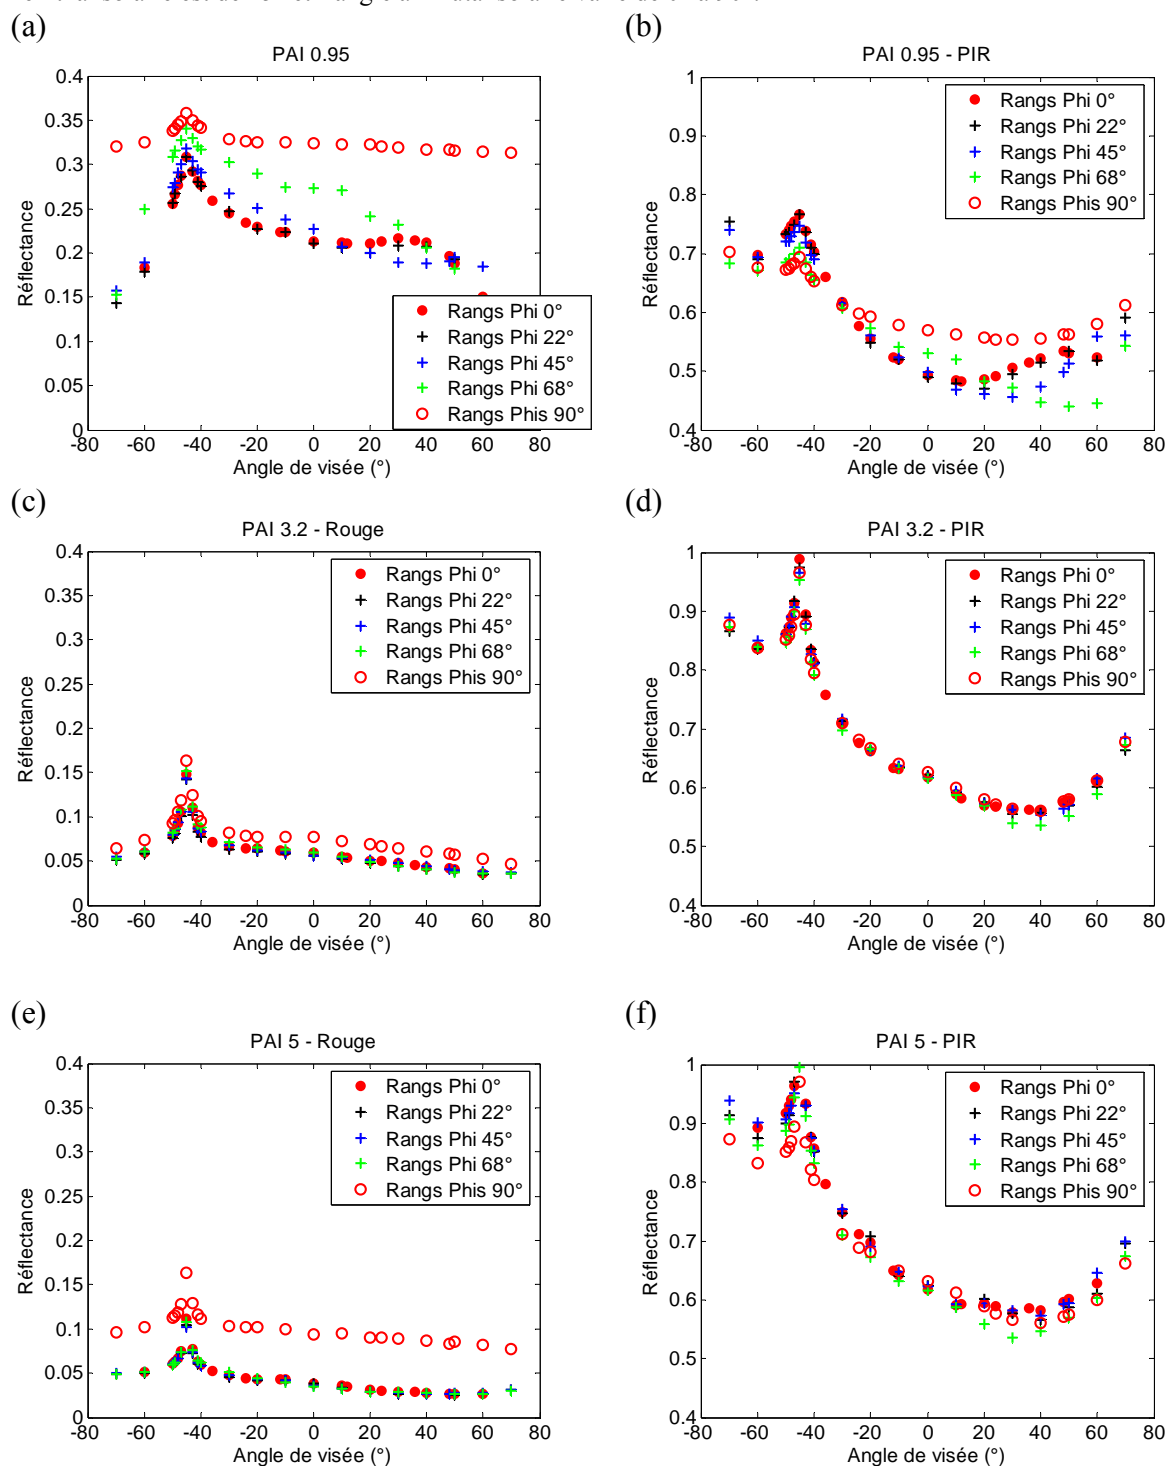 (a)
(b)
PAI 0.95
Réflectance
0.4
0.35
0.3
0.25
0.2
0.15
0.1
0.05
0
Rangs Phi 0°
Rangs Phi 22°
Rangs Phi 45°
Rangs Phi 68°
Rangs Phis 90°
-80 -60 -40 -20 0 20 40 60 80
Angle de visée (°)
PAI 0.95 - PIR
Réflectance
1
0.9
0.8
0.7
0.6
0.5
0.4
Rangs Phi 0°
Rangs Phi 22°
Rangs Phi 45°
Rangs Phi 68°
Rangs Phis 90°
-80 -60 -40 -20 0 20 40 60 80
Angle de visée (°)
(c)
(d)
PAI 3.2 - Rouge
Réflectance
0.4
0.35
0.3
0.25
0.2
0.15
0.1
0.05
0
Rangs Phi 0°
Rangs Phi 22°
Rangs Phi 45°
Rangs Phi 68°
Rangs Phis 90°
-80 -60 -40 -20 0 20 40 60 80
Angle de visée (°)
PAI 3.2 - PIR
Réflectance
1
0.9
0.8
0.7
0.6
0.5
0.4
Rangs Phi 0°
Rangs Phi 22°
Rangs Phi 45°
Rangs Phi 68°
Rangs Phis 90°
-80 -60 -40 -20 0 20 40 60 80
Angle de visée (°)
(e)
(f)
PAI 5 - Rouge
Réflectance
0.4
0.35
0.3
0.25
0.2
0.15
0.1
0.05
0
Rangs Phi 0°
Rangs Phi 22°
Rangs Phi 45°
Rangs Phi 68°
Rangs Phis 90°
-80 -60 -40 -20 0 20 40 60 80
Angle de visée (°)
PAI 5 - PIR
Réflectance
1
0.9
0.8
0.7
0.6
0.5
0.4
Rangs Phi 0°
Rangs Phi 22°
Rangs Phi 45°
Rangs Phi 68°
Rangs Phis 90°
-80 -60 -40 -20 0 20 40 60 80
Angle de visée (°)